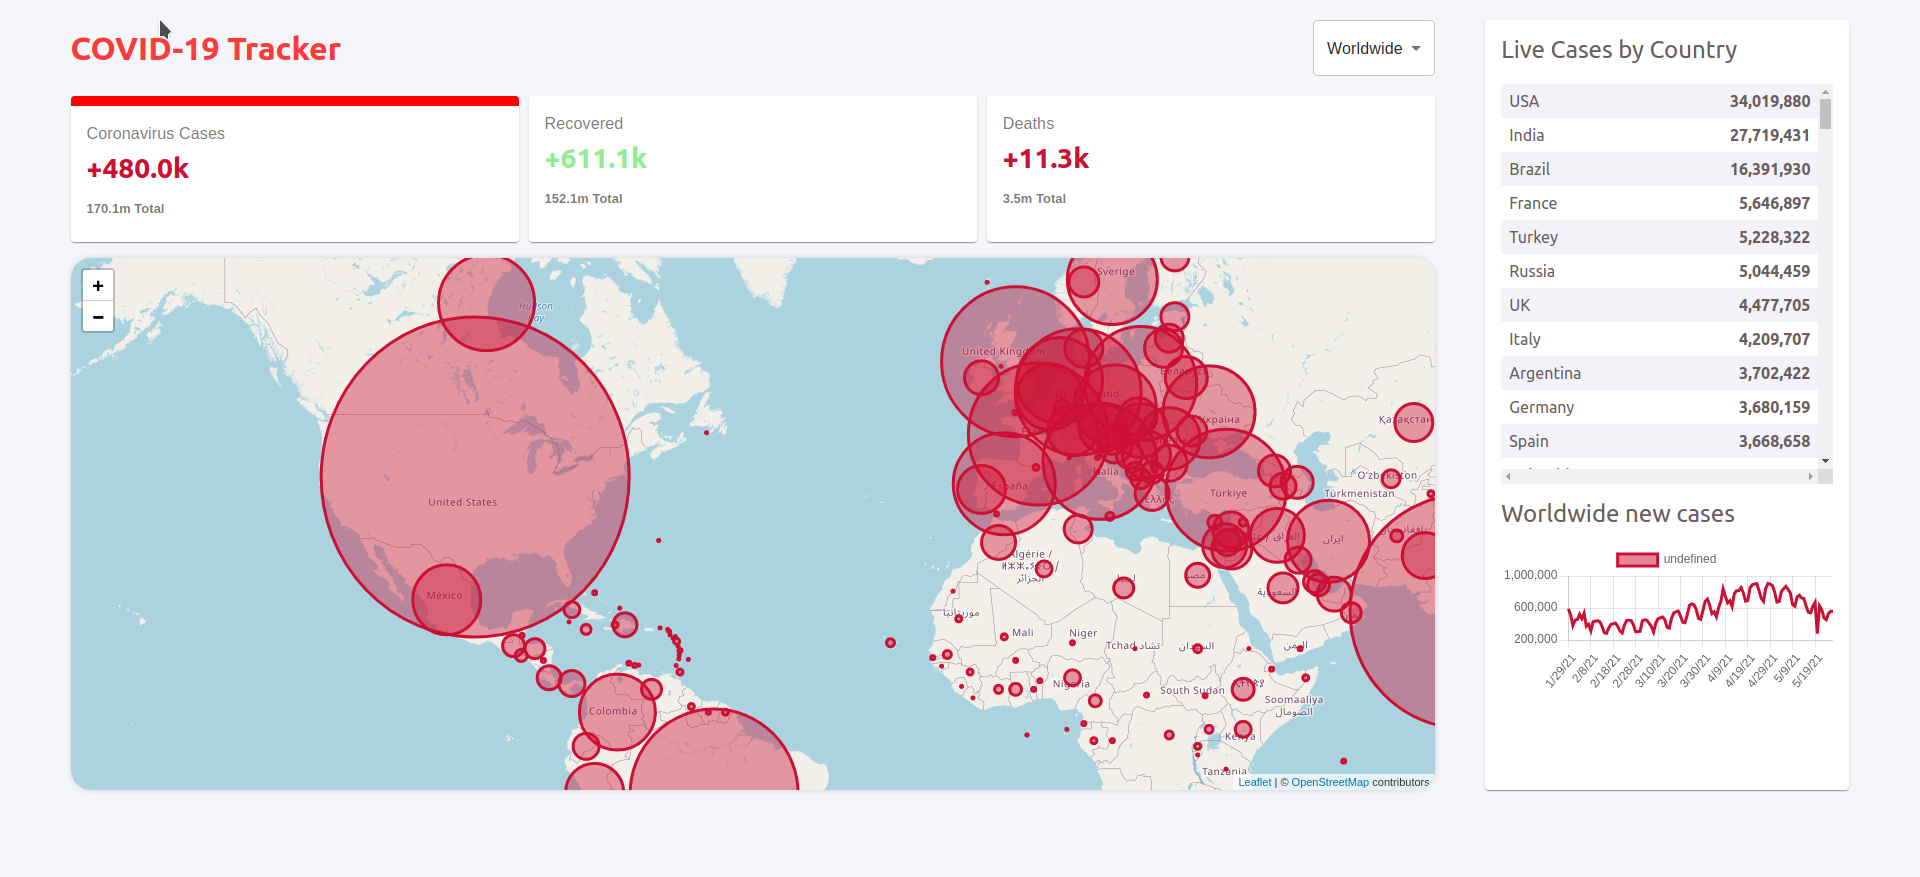 COVID-19 Tracker
Worldwide
Coronavirus Cases
+480.0k
170.1m Total
Recovered
+611.1k
152.1m Total
Deaths
+11.3k
3.5m Total
+
−
Hudson
Bay
United States
México
Colombia
Sverige
United Kingdom
Беларусь
Україна
Italia
España
Ελλάς
Türkiye
Қазақстан
Oʻzbekiston
Türkmenistan
ایران
العراق
Algérie /
الجزائر
ليبيا
مصر
السعودية
موريتانيا
Mali
Niger
Tchad تشاد
السودان
اليمن
Nigeria
South Sudan
Soomaaliya
الصومال
Kenya
Tanzania
Leaflet | © OpenStreetMap contributors
Live Cases by Country
USA 34,019,880
India 27,719,431
Brazil 16,391,930
France 5,646,897
Turkey 5,228,322
Russia 5,044,459
UK 4,477,705
Italy 4,209,707
Argentina 3,702,422
Germany 3,680,159
Spain 3,668,658
Worldwide new cases
undefined
1,000,000
600,000
200,000
1/29/21
2/8/21
2/18/21
2/28/21
3/10/21
3/20/21
3/30/21
4/9/21
4/19/21
4/29/21
5/9/21
5/19/21